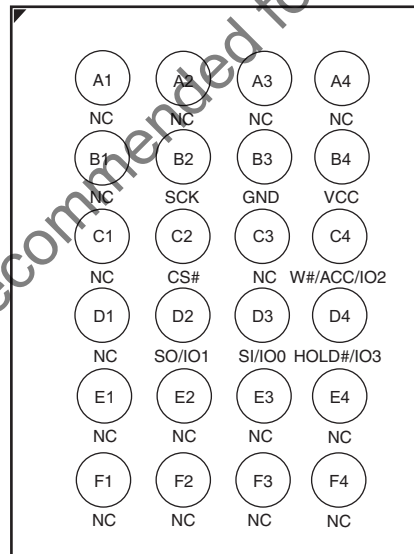 ecommended fo
A1 A2 A3 A4
NC NC NC NC
B1 B2 B3 B4
NC SCK GND VCC
C1 C2 C3 C4
NC CS# NC W#/ACC/IO2
D1 D2 D3 D4
NC SO/IO1 SI/IO0 HOLD#/IO3
E1 E2 E3 E4
NC NC NC NC
F1 F2 F3 F4
NC NC NC NC